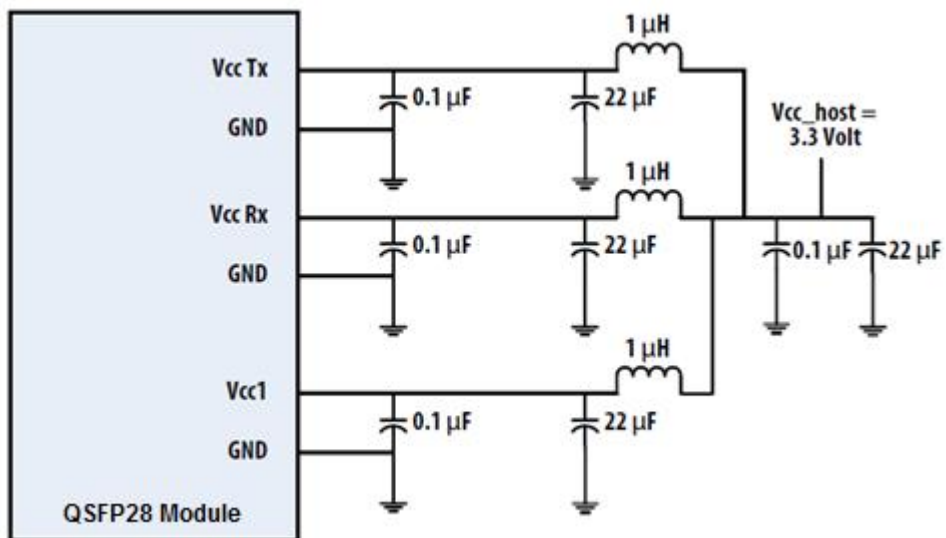 1 μH
Vcc Tx
0.1 μF
22 μF
GND
Vcc_host =
3.3 Volt
1 μH
Vcc Rx
0.1 μF
22 μF
0.1 μF
22 μF
GND
1 μH
Vcc1
0.1 μF
22 μF
GND
QSFP28 Module